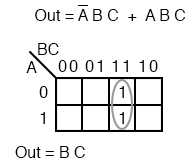 Out = A̅ B C + A B C
BC
A 00 01 11 10
0 1
1 1
Out = B C